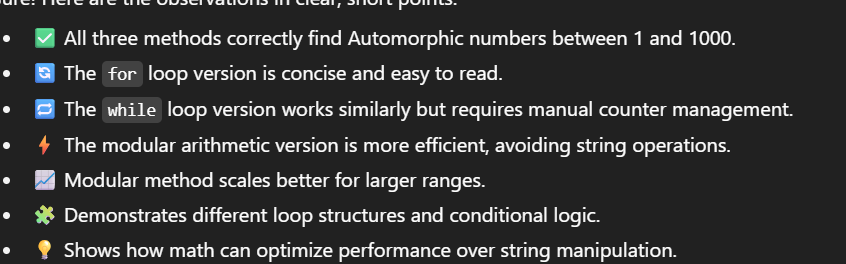 Sure! Here are the observations in clear, short points:
• ✅ All three methods correctly find Automorphic numbers between 1 and 1000.
• 🔄 The for loop version is concise and easy to read.
• 🔁 The while loop version works similarly but requires manual counter management.
• ⚡ The modular arithmetic version is more efficient, avoiding string operations.
• 📈 Modular method scales better for larger ranges.
• 🧩 Demonstrates different loop structures and conditional logic.
• 💡 Shows how math can optimize performance over string manipulation.